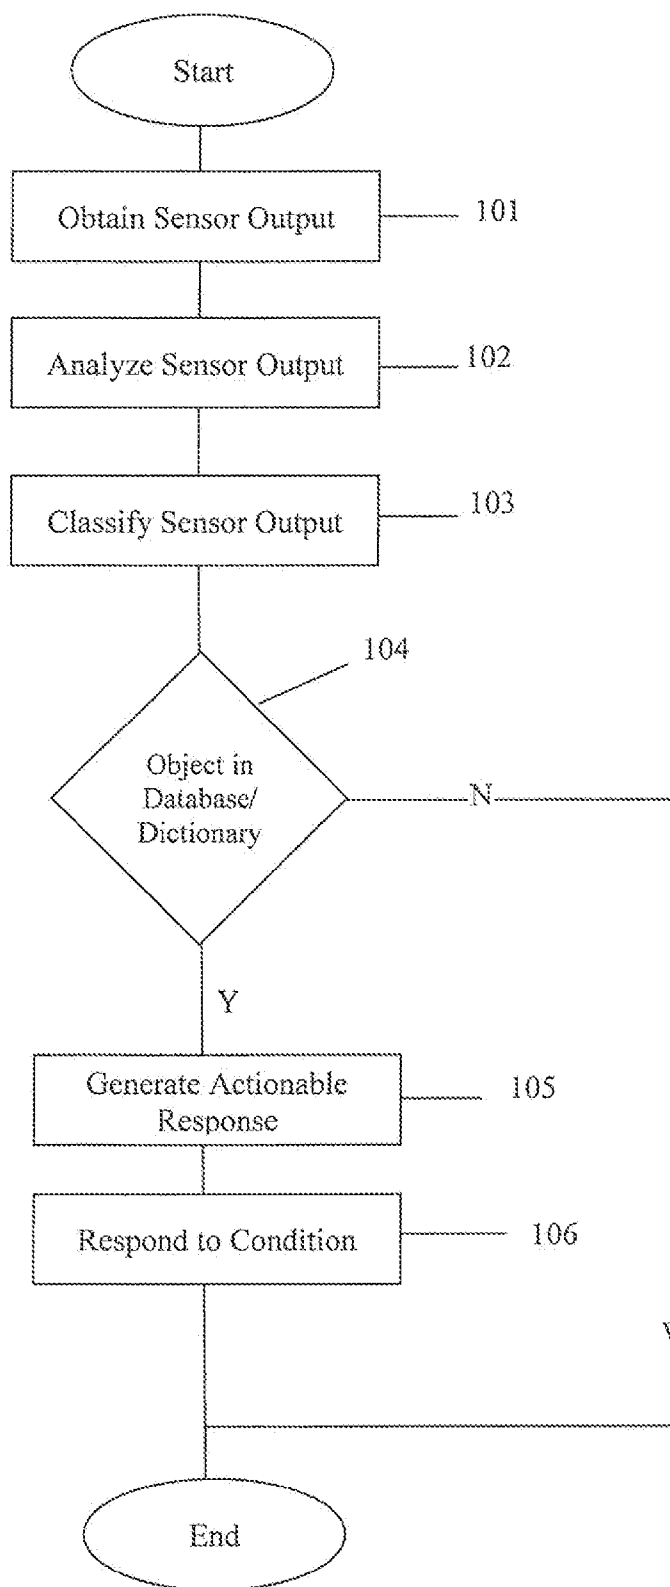 Start
Obtain Sensor Output
101
Analyze Sensor Output
102
Classify Sensor Output
103
104
Object in
Database/
Dictionary
N
Y
Generate Actionable
Response
105
Respond to Condition
106
End